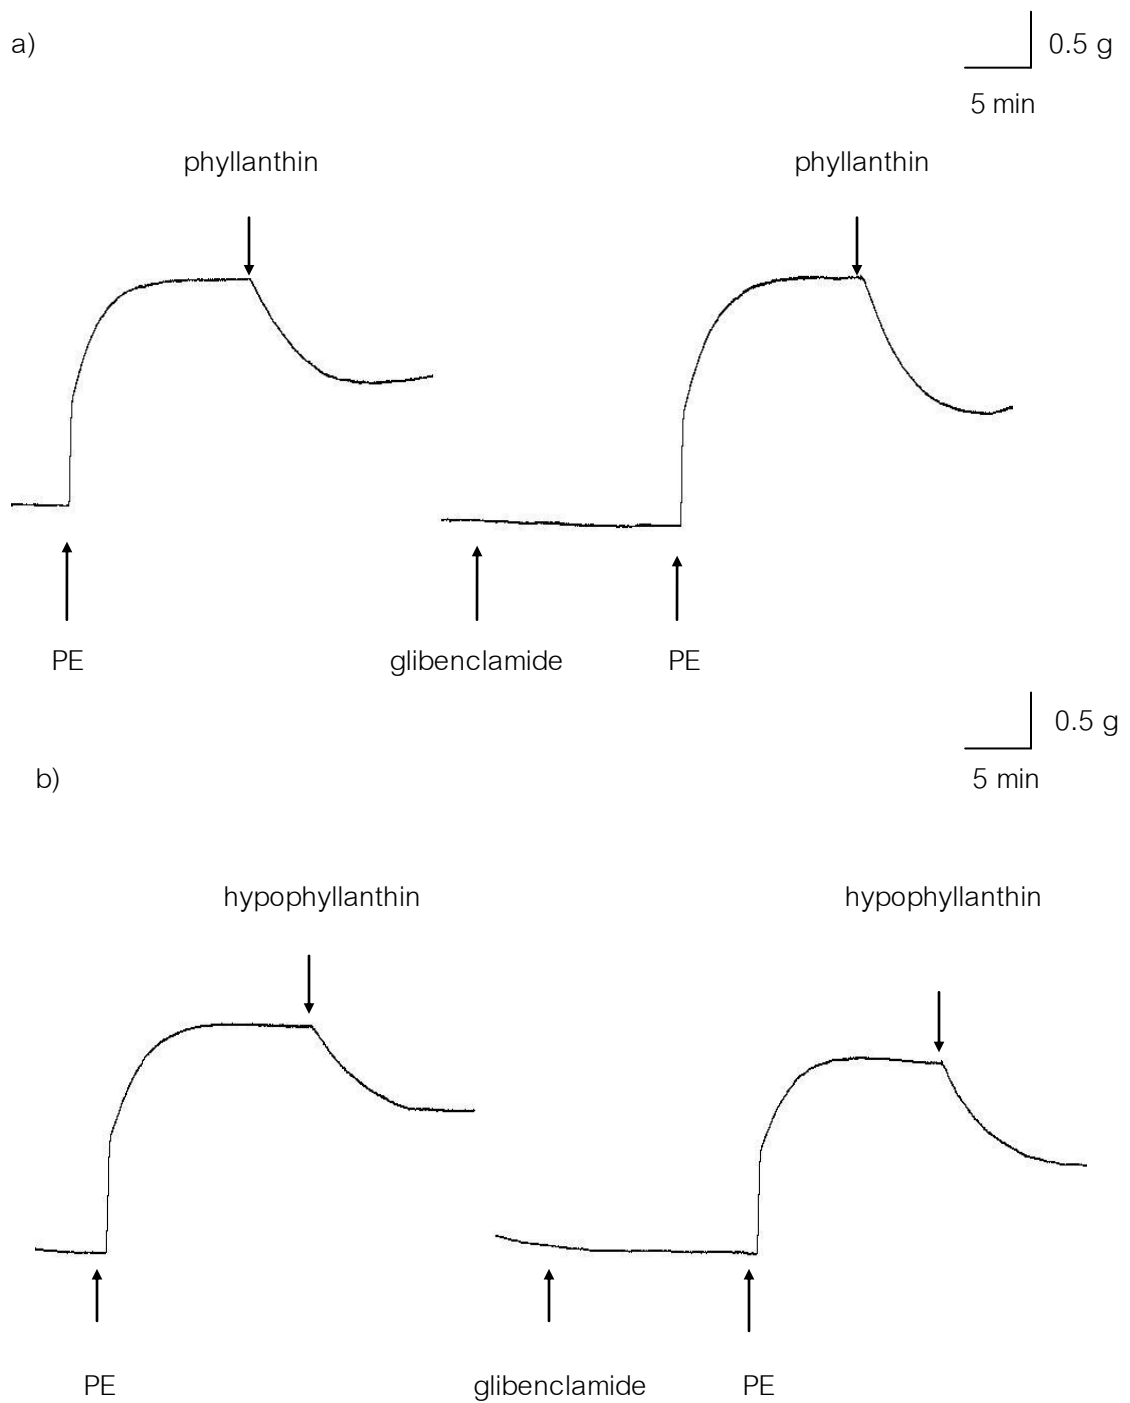 a)
0.5 g
5 min
phyllanthin
phyllanthin
PE
glibenclamide
PE
0.5 g
5 min
b)
hypophyllanthin
hypophyllanthin
PE
glibenclamide
PE